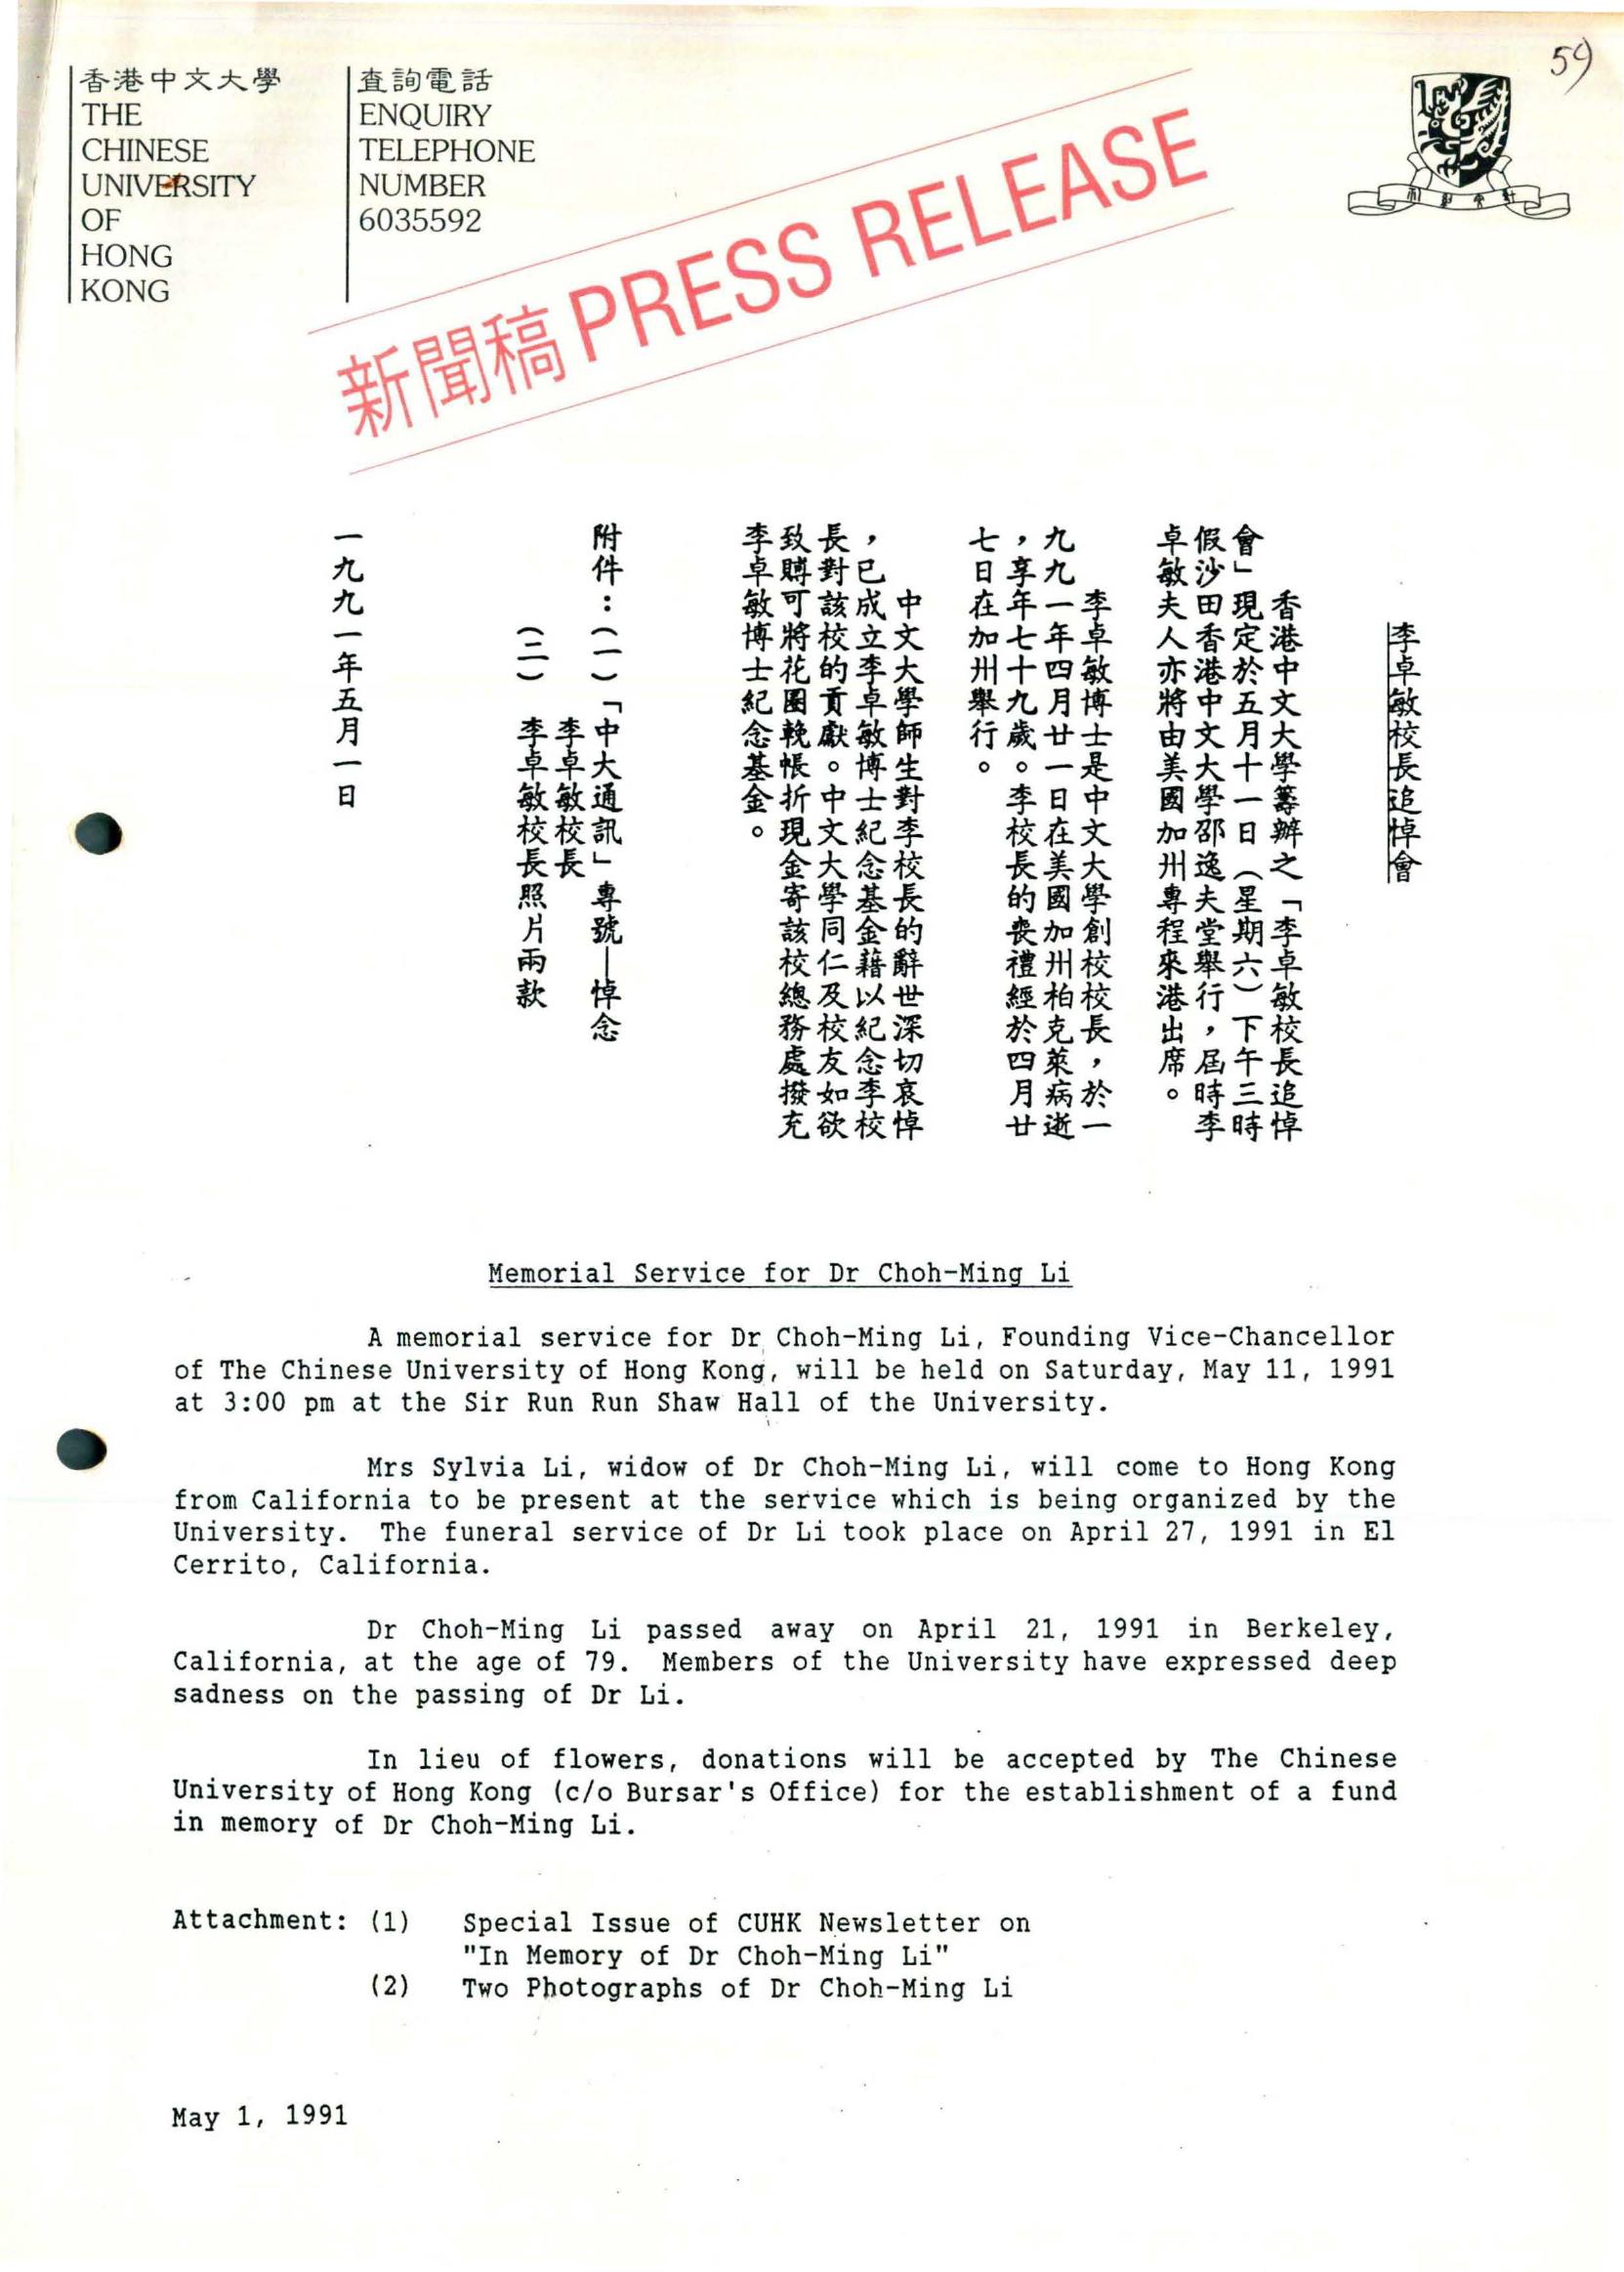 59
香港中文大學
THE
CHINESE
UNIVERSITY
OF
HONG
KONG
查詢電話
ENQUIRY
TELEPHONE
NUMBER
6035592
新聞稿 PRESS RELEASE
李卓敏校長追悼會
香港中文大學籌辦之「李卓敏校長追悼
會」現定於五月十一日（星期六）下午三時
假沙田香港中文大學邵逸夫堂舉行，屆時李
卓敏夫人亦將由美國加州專程來港出席。
李卓敏博士是中文大學創校校長，於一
九九一年四月廿一日在美國加州柏克萊病逝
，享年七十九歲。李校長的喪禮經於四月廿
七日在加州舉行。
中文大學師生對李校長的辭世深切哀悼
，已成立李卓敏博士紀念基金藉以紀念李校
長對該校的貢獻。中文大學同仁及校友如欲
致賻可將花圈輓帳折現金寄該校總務處撥充
李卓敏博士紀念基金。
附件：（一）「中大通訊」專號—悼念
李卓敏校長
（二） 李卓敏校長照片兩款
一九九一年五月一日
Memorial Service for Dr Choh-Ming Li
A memorial service for Dr Choh-Ming Li, Founding Vice-Chancellor
of The Chinese University of Hong Kong, will be held on Saturday, May 11, 1991
at 3:00 pm at the Sir Run Run Shaw Hall of the University.
Mrs Sylvia Li, widow of Dr Choh-Ming Li, will come to Hong Kong
from California to be present at the service which is being organized by the
University. The funeral service of Dr Li took place on April 27, 1991 in El
Cerrito, California.
Dr Choh-Ming Li passed away on April 21, 1991 in Berkeley,
California, at the age of 79. Members of the University have expressed deep
sadness on the passing of Dr Li.
In lieu of flowers, donations will be accepted by The Chinese
University of Hong Kong (c/o Bursar's Office) for the establishment of a fund
in memory of Dr Choh-Ming Li.
Attachment: (1) Special Issue of CUHK Newsletter on
"In Memory of Dr Choh-Ming Li"
(2) Two Photographs of Dr Choh-Ming Li
May 1, 1991